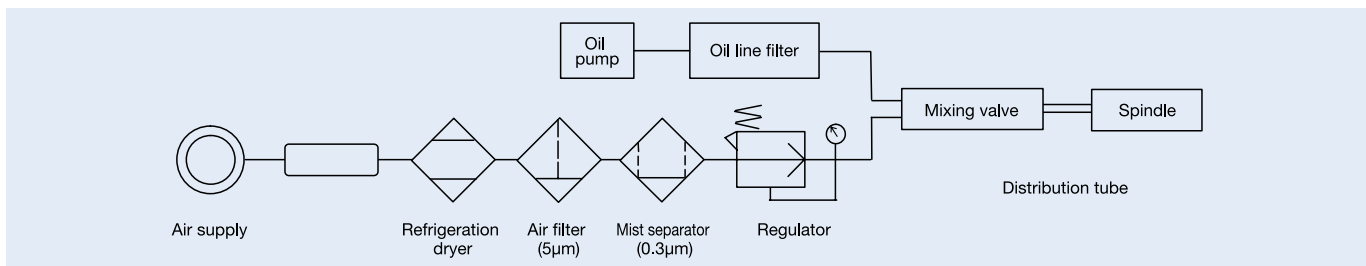 Oil
pump
Oil line filter
Mixing valve
Spindle
Distribution tube
Air supply
Refrigeration
dryer
Air filter
(5μm)
Mist separator
(0.3μm)
Regulator